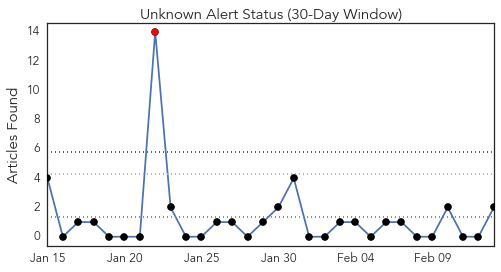 Unknown Alert Status (30-Day Window)
Articles Found
14
12
10
8
6
4
2
0
Jan 15 Jan 20 Jan 25 Jan 30 Feb 04 Feb 09